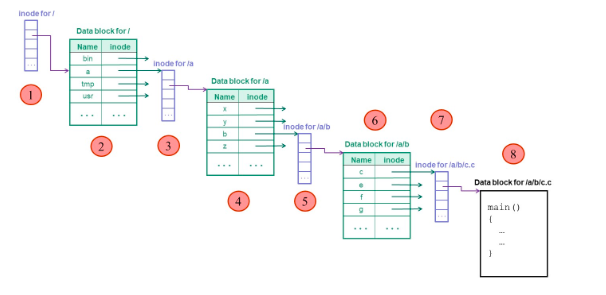 inode for /
...
1
Data block for /
Name inode
bin
a
tmp
usr
... ...
2
inode for /a
...
3
Data block for /a
Name inode
x
y
b
z
... ...
4
inode for /a/b
...
5
6
Data block for /a/b
Name inode
c
e
f
g
... ...
7
inode for /a/b/c.c
...
8
Data block for /a/b/c.c
main()
{
...
...
}